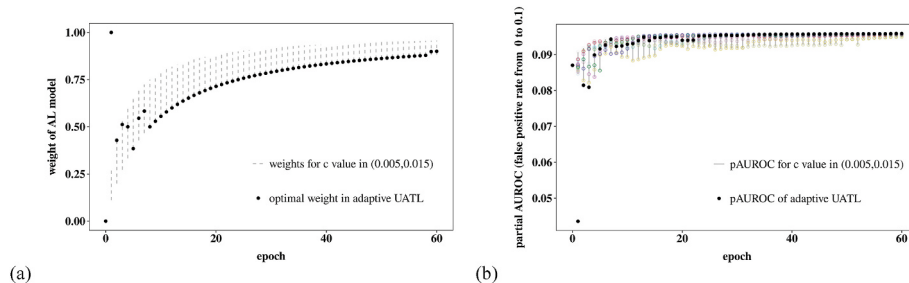 1.00
0.75
0.50
0.25
0.00
weight of AL model
weights for c value in (0.005,0.015)
optimal weight in adaptive UATL
0
20
40
60
epoch
(a)
0.09
0.08
0.07
0.06
0.05
partial AUROC (false positive rate from 0 to 0.1)
pAUROC for c value in (0.005,0.015)
pAUROC of adaptive UATL
0
20
40
60
epoch
(b)